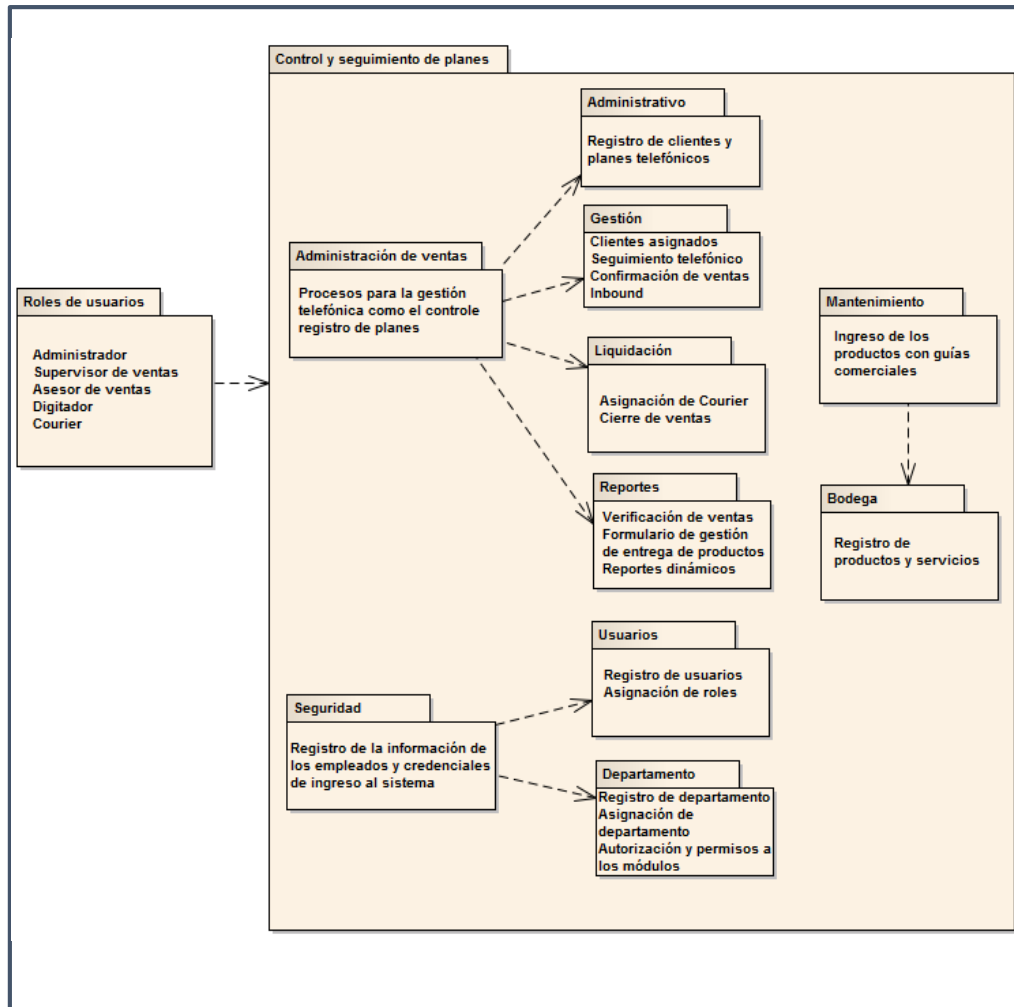 Control y seguimiento de planes
Administrativo
Registro de clientes y
planes telefónicos
Gestión
Clientes asignados
Seguimiento telefónico
Confirmación de ventas
Inbound
Administración de ventas
Procesos para la gestión
telefónica como el controle
registro de planes
Roles de usuarios
Administrador
Supervisor de ventas
Asesor de ventas
Digitador
Courier
Mantenimiento
Ingreso de los
productos con guías
comerciales
Liquidación
Asignación de Courier
Cierre de ventas
Reportes
Verificación de ventas
Formulario de gestión
de entrega de productos
Reportes dinámicos
Bodega
Registro de
productos y servicios
Usuarios
Registro de usuarios
Asignación de roles
Seguridad
Registro de la información de
los empleados y credenciales
de ingreso al sistema
Departamento
Registro de departamento
Asignación de
departamento
Autorización y permisos a
los módulos